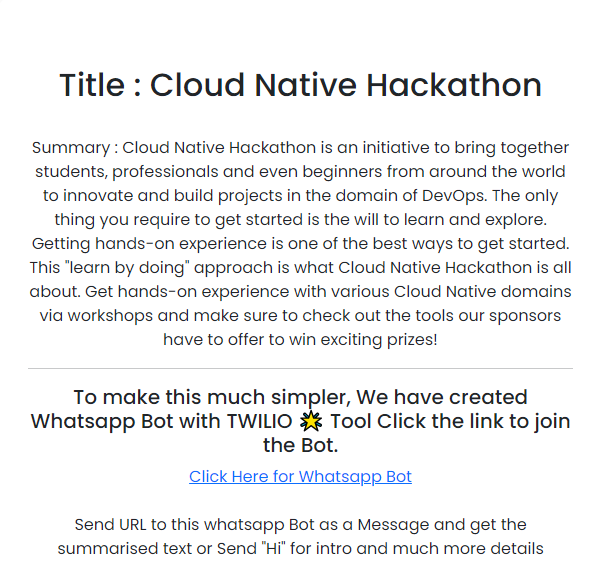 Title : Cloud Native Hackathon
Summary : Cloud Native Hackathon is an initiative to bring together
students, professionals and even beginners from around the world
to innovate and build projects in the domain of DevOps. The only
thing you require to get started is the will to learn and explore.
Getting hands-on experience is one of the best ways to get started.
This "learn by doing" approach is what Cloud Native Hackathon is all
about. Get hands-on experience with various Cloud Native domains
via workshops and make sure to check out the tools our sponsors
have to offer to win exciting prizes!
To make this much simpler, We have created
Whatsapp Bot with TWILIO 🌟 Tool Click the link to join
the Bot.
Click Here for Whatsapp Bot
Send URL to this whatsapp Bot as a Message and get the
summarised text or Send "Hi" for intro and much more details